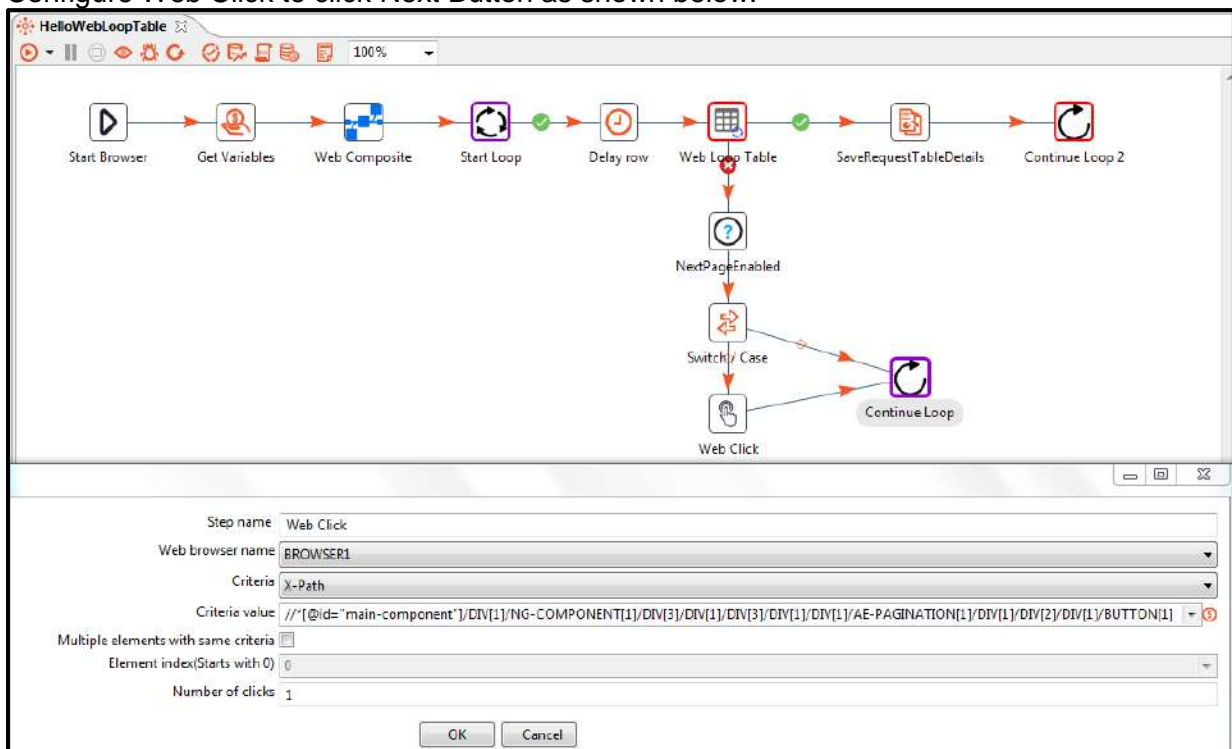 Configure Web Click to click Next Button as shown below.
HelloWebLoopTable
100%
Start Browser Get Variables Web Composite Start Loop Delay row Web Loop Table SaveRequestTableDetails Continue Loop 2
NextPageEnabled
Switch / Case
Continue Loop
Web Click
Step name Web Click
Web browser name BROWSER1
Criteria X-Path
Criteria value //*[@id="main-component"]/DIV[1]/NG-COMPONENT[1]/DIV[3]/DIV[1]/DIV[3]/DIV[1]/DIV[1]/AE-PAGINATION[1]/DIV[1]/DIV[2]/DIV[1]/BUTTON[1]
Multiple elements with same criteria
Element index(Starts with 0) 0
Number of clicks 1
OK Cancel